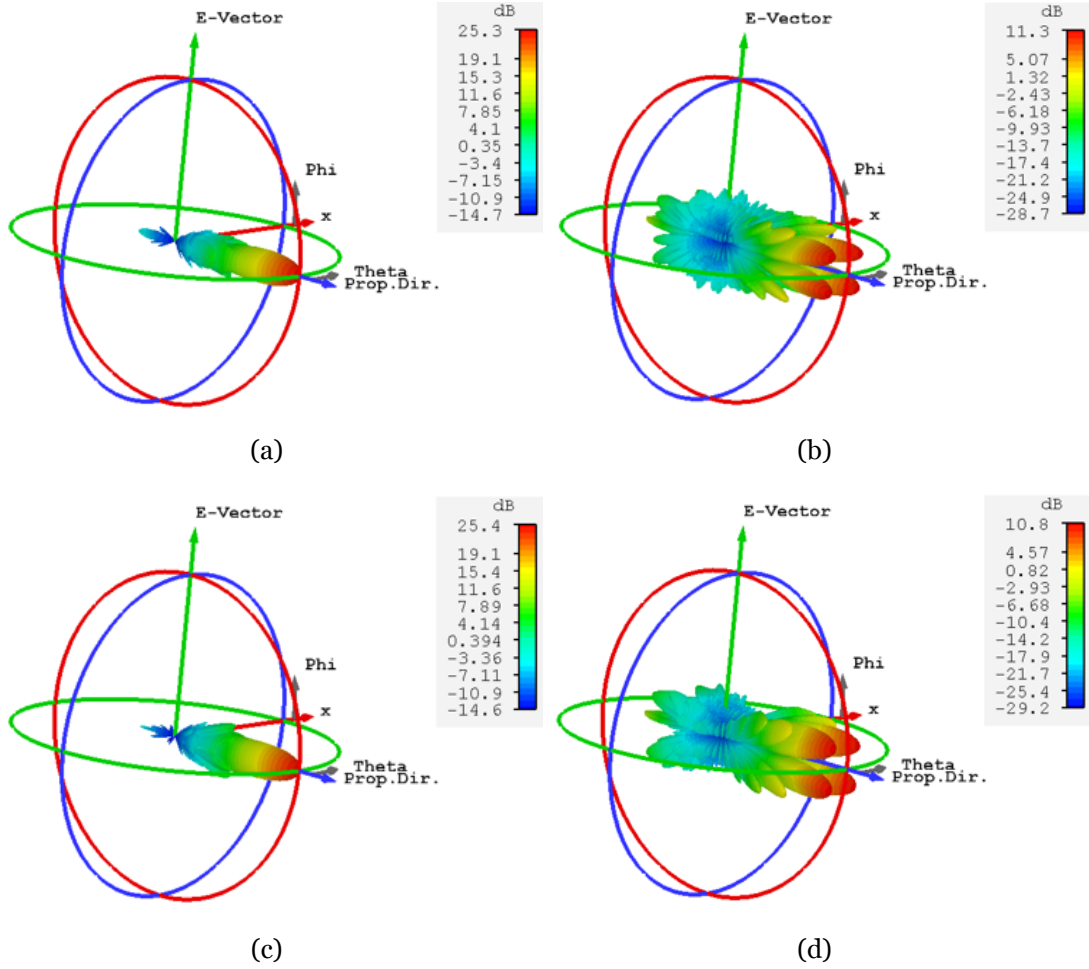 E-Vector
dB
25.3
19.1
15.3
11.6
7.85
4.1
0.35
-3.4
-7.15
-10.9
-14.7
Phi
x
Theta
Prop.Dir.
(a)
E-Vector
dB
11.3
5.07
1.32
-2.43
-6.18
-9.93
-13.7
-17.4
-21.2
-24.9
-28.7
Phi
x
Theta
Prop.Dir.
(b)
E-Vector
dB
25.4
19.1
15.4
11.6
7.89
4.14
0.394
-3.36
-7.11
-10.9
-14.6
Phi
x
Theta
Prop.Dir.
(c)
E-Vector
dB
10.8
4.57
0.82
-2.93
-6.68
-10.4
-14.2
-17.9
-21.7
-25.4
-29.2
Phi
x
Theta
Prop.Dir.
(d)